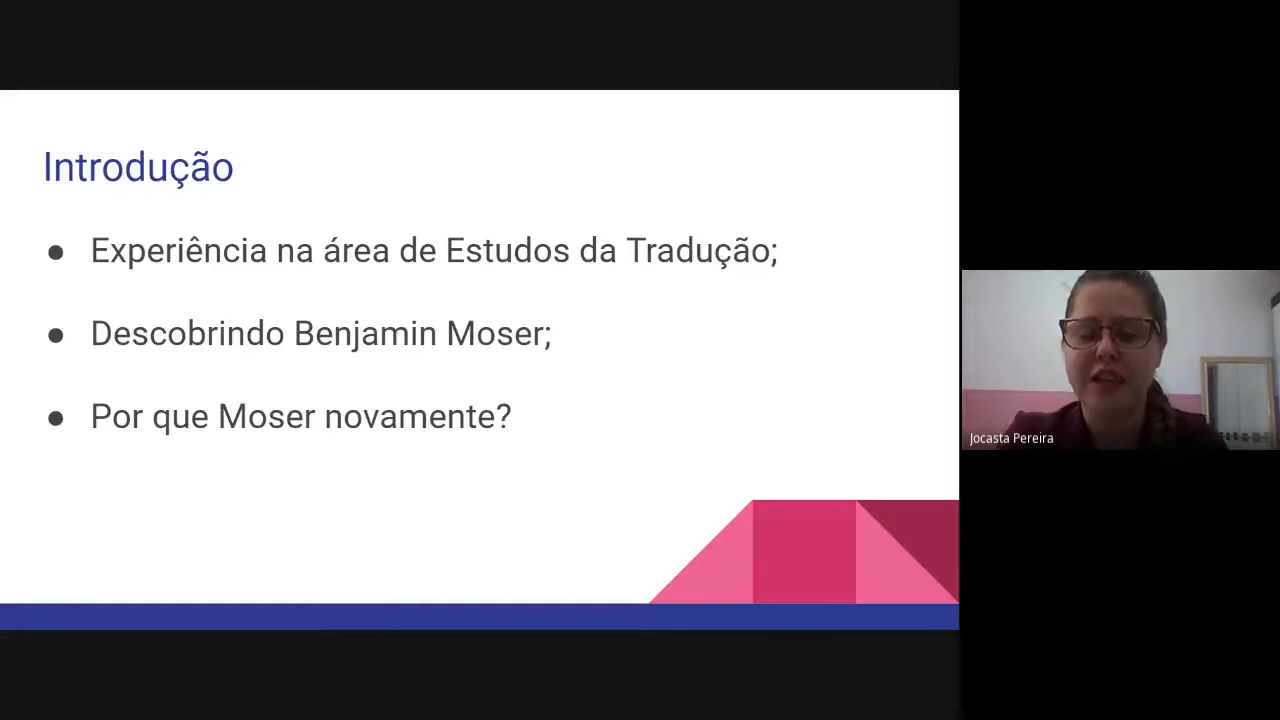 Introdução
● Experiência na área de Estudos da Tradução;
● Descobrindo Benjamin Moser;
● Por que Moser novamente?
Jocasta Pereira